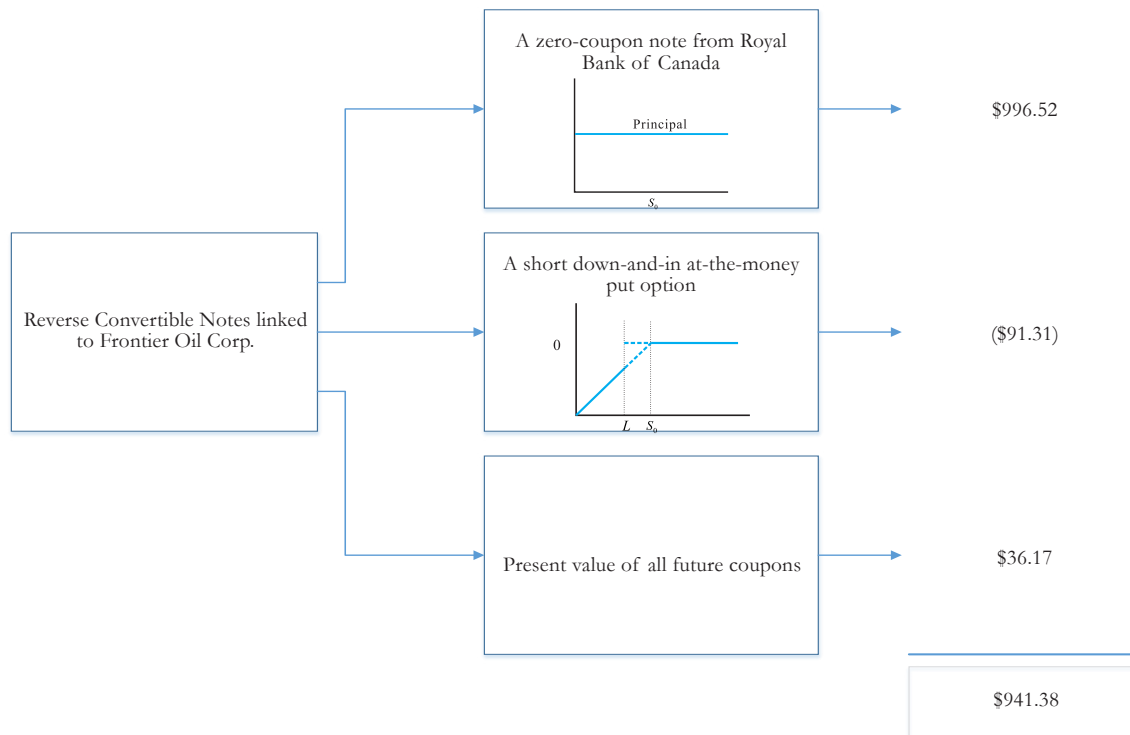 A zero-coupon note from Royal
Bank of Canada
Principal
S₀
$996.52
Reverse Convertible Notes linked
to Frontier Oil Corp.
A short down-and-in at-the-money
put option
0
L S₀
($91.31)
Present value of all future coupons
$36.17
$941.38